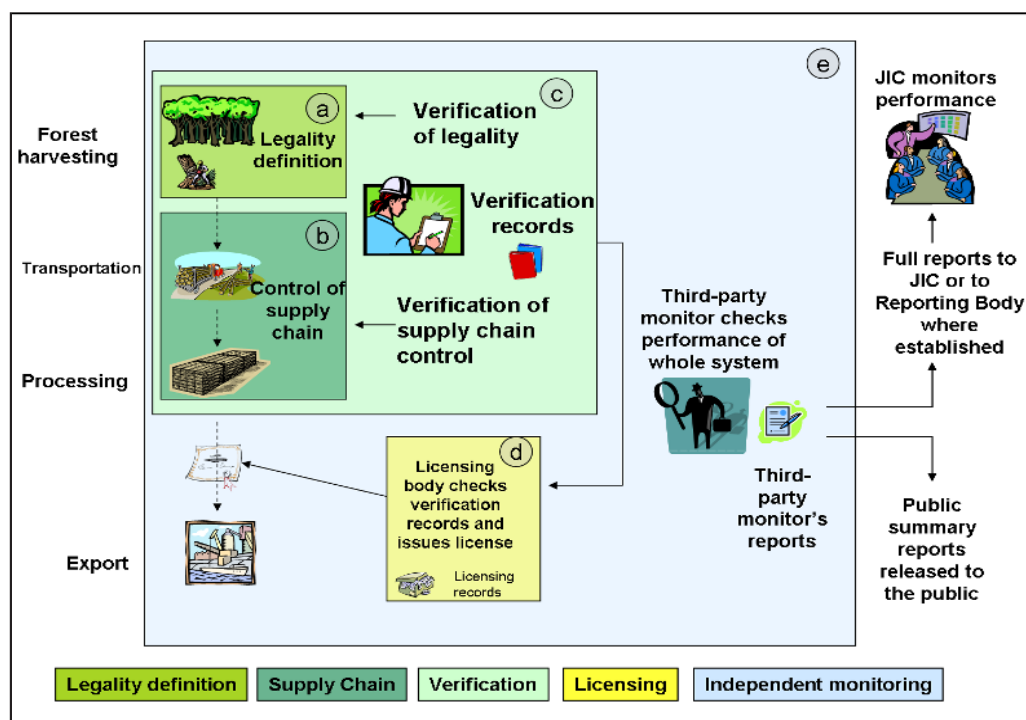 Forest
harvesting
Transportation
Processing
Export
a
Legality
definition
b
Control of
supply
chain
c
Verification
of legality
Verification
records
Verification of
supply chain
control
d
Licensing
body checks
verification
records and
issues license
Licensing
records
e
Third-party
monitor checks
performance of
whole system
Third-
party
monitor's
reports
JIC monitors
performance
Full reports to
JIC or to
Reporting Body
where
established
Public
summary
reports
released to
the public
Legality definition
Supply Chain
Verification
Licensing
Independent monitoring